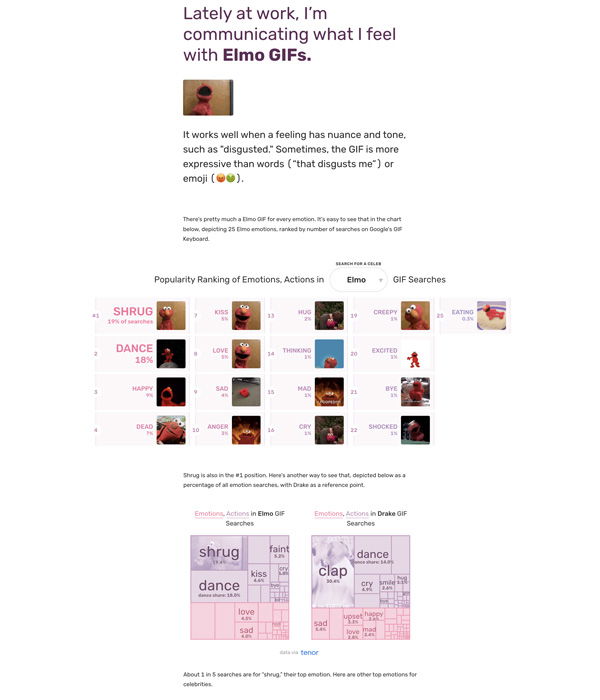 Lately at work, I’m
communicating what I feel
with Elmo GIFs.
It works well when a feeling has nuance and tone,
such as "disgusted." Sometimes, the GIF is more
expressive than words (“that disgusts me”) or
emoji (😡🤢).
There's pretty much a Elmo GIF for every emotion. It's easy to see that in the chart
below, depicting 25 Elmo emotions, ranked by number of searches on Google's GIF
Keyboard.
SEARCH FOR A CELEB
Popularity Ranking of Emotions, Actions in Elmo ▼ GIF Searches
#1 SHRUG
19% of searches
2 DANCE
18%
3 HAPPY
9%
4 DEAD
7%
7 KISS
5%
8 LOVE
5%
9 SAD
4%
10 ANGER
3%
13 HUG
2%
14 THINKING
1%
15 MAD
1%
16 CRY
1%
19 CREEPY
1%
20 EXCITED
1%
21 BYE
1%
22 SHOCKED
1%
25 EATING
0.3%
Shrug is also in the #1 position. Here's another way to see that, depicted below as a
percentage of all emotion searches, with Drake as a reference point.
Emotions, Actions in Elmo GIF
Searches
shrug
19.4%
faint
5.2%
dance
dance share: 18.0%
kiss
4.6%
cry
love
4.5%
sad
4.0%
Emotions, Actions in Drake GIF
Searches
clap
30.4%
dance
dance share: 14.0%
cry
4.9%
smile
2.6%
hug
sad
5.4%
upset
3.3%
happy
2.6%
love
2.8%
mad
2.4%
data via tenor
About 1 in 5 searches are for “shrug,” their top emotion. Here are other top emotions for
celebrities.